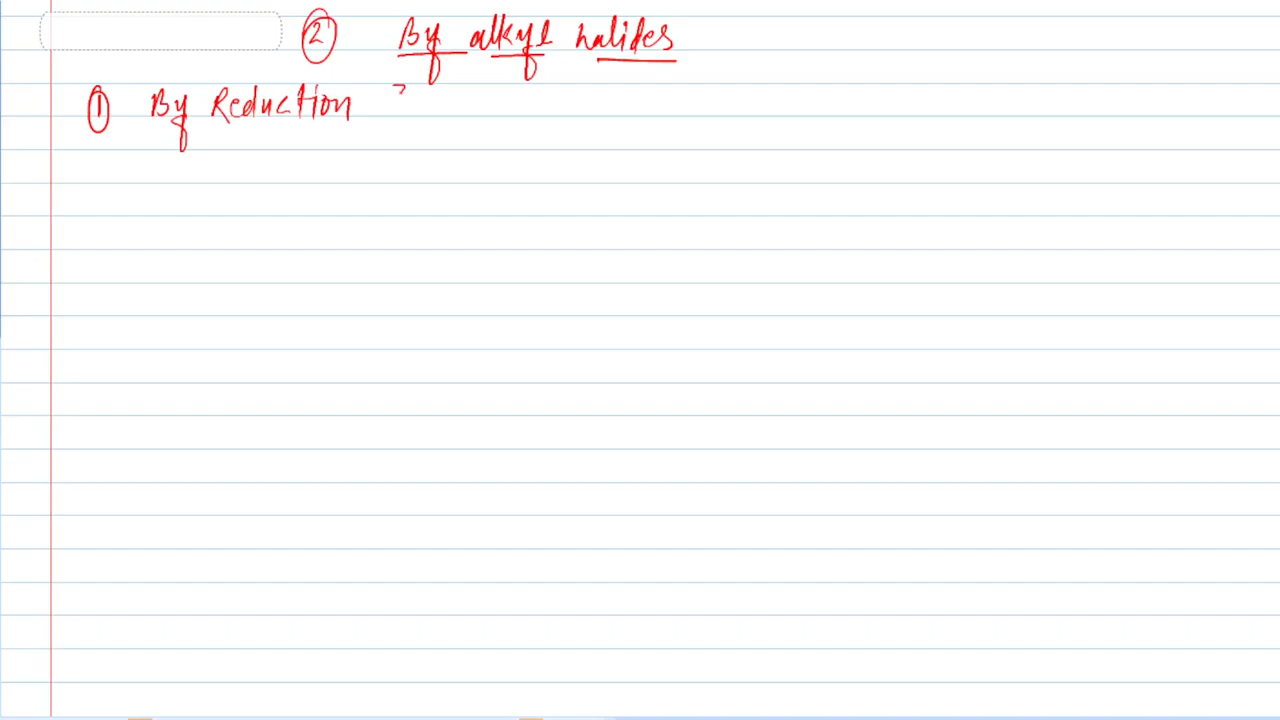 ② By alkyl halides
① By Reduction